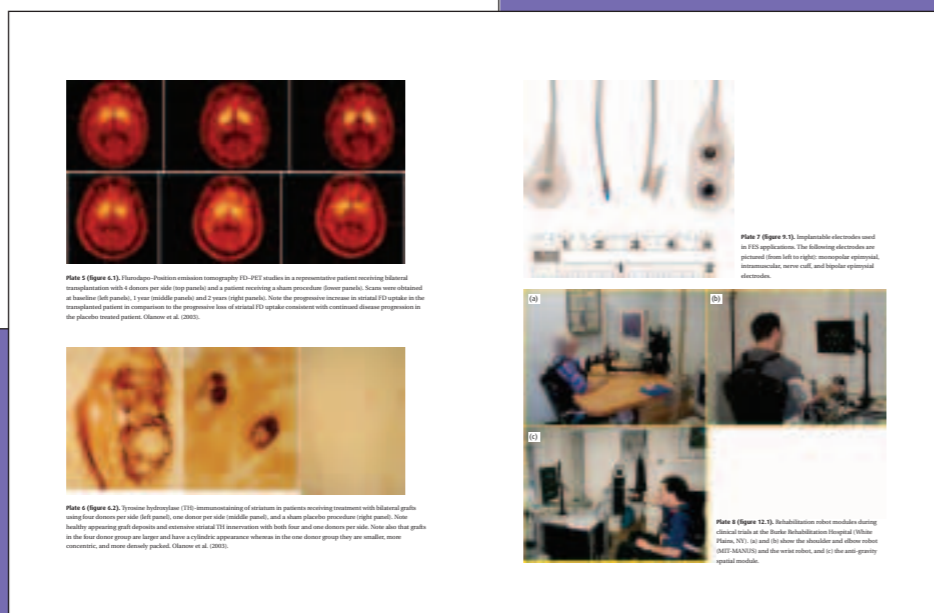 Plate 5 (figure 6.1). Flurodapo–Position emission tomography FD–PET studies in a representative patient receiving bilateral
transplantation with 4 donors per side (top panels) and a patient receiving a sham procedure (lower panels). Scans were obtained
at baseline (left panels), 1 year (middle panels) and 2 years (right panels). Note the progressive increase in striatal FD uptake in the
transplanted patient in comparison to the progressive loss of striatal FD uptake consistent with continued disease progression in
the placebo treated patient. Olanow et al. (2003).
Plate 6 (figure 6.2). Tyrosine hydroxylase (TH)-immunostaining of striatum in patients receiving treatment with bilateral grafts
using four donors per side (left panel), one donor per side (middle panel), and a sham placebo procedure (right panel). Note
healthy appearing graft deposits and extensive striatal TH innervation with both four and one donors per side. Note also that grafts
in the four donor group are larger and have a cylindric appearance whereas in the one donor group they are smaller, more
concentric, and more densely packed. Olanow et al. (2003).
Plate 7 (figure 9.1). Implantable electrodes used
in FES applications. The following electrodes are
pictured (from left to right): monopolar epimysial,
intramuscular, nerve cuff, and bipolar epimysial
electrodes.
(a)
(b)
(c)
Plate 8 (figure 12.1). Rehabilitation robot modules during
clinical trials at the Burke Rehabilitation Hospital (White
Plains, NY). (a) and (b) show the shoulder and elbow robot
(MIT-MANUS) and the wrist robot, and (c) the anti-gravity
spatial module.